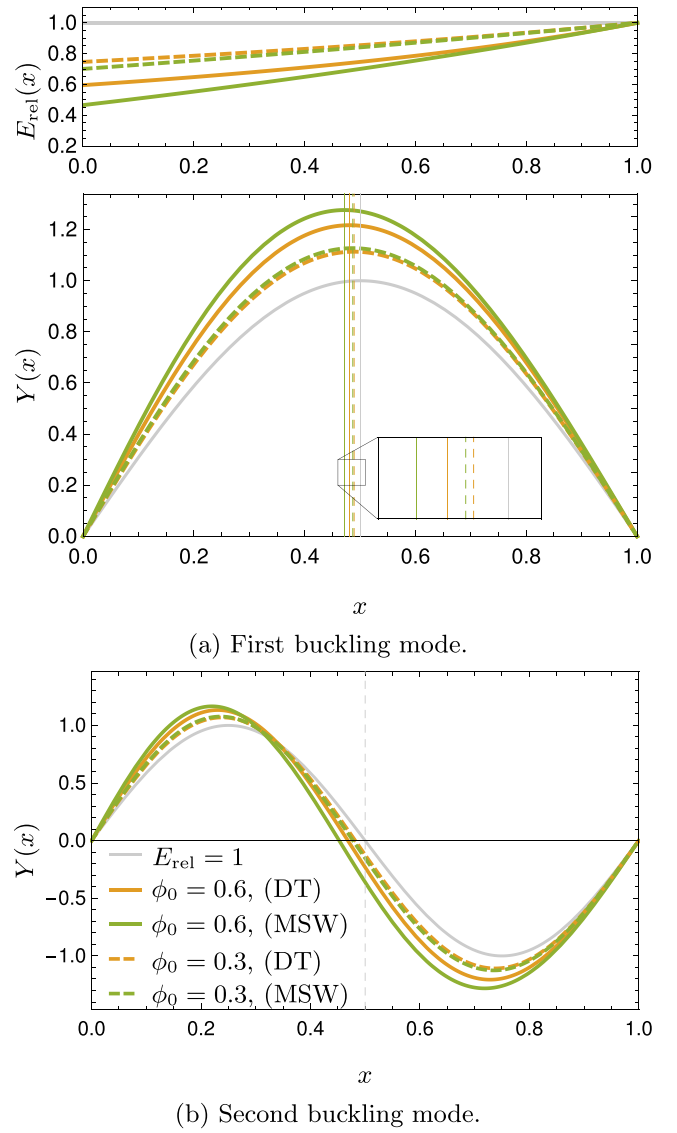 1.0
0.8
0.6
0.4
0.2
E_rel(x)
0.0 0.2 0.4 0.6 0.8 1.0
1.2
1.0
0.8
0.6
0.4
0.2
0.0
Y(x)
0.0 0.2 0.4 0.6 0.8 1.0
x
(a) First buckling mode.
1.0
0.5
0.0
−0.5
−1.0
Y(x)
E_rel = 1
ϕ₀ = 0.6, (DT)
ϕ₀ = 0.6, (MSW)
ϕ₀ = 0.3, (DT)
ϕ₀ = 0.3, (MSW)
0.0 0.2 0.4 0.6 0.8 1.0
x
(b) Second buckling mode.